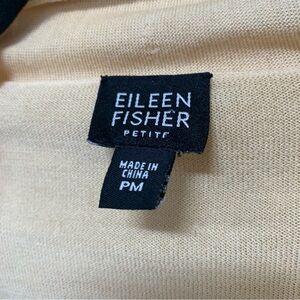 EILEEN
FISHER
PETITE
MADE IN
CHINA
PM